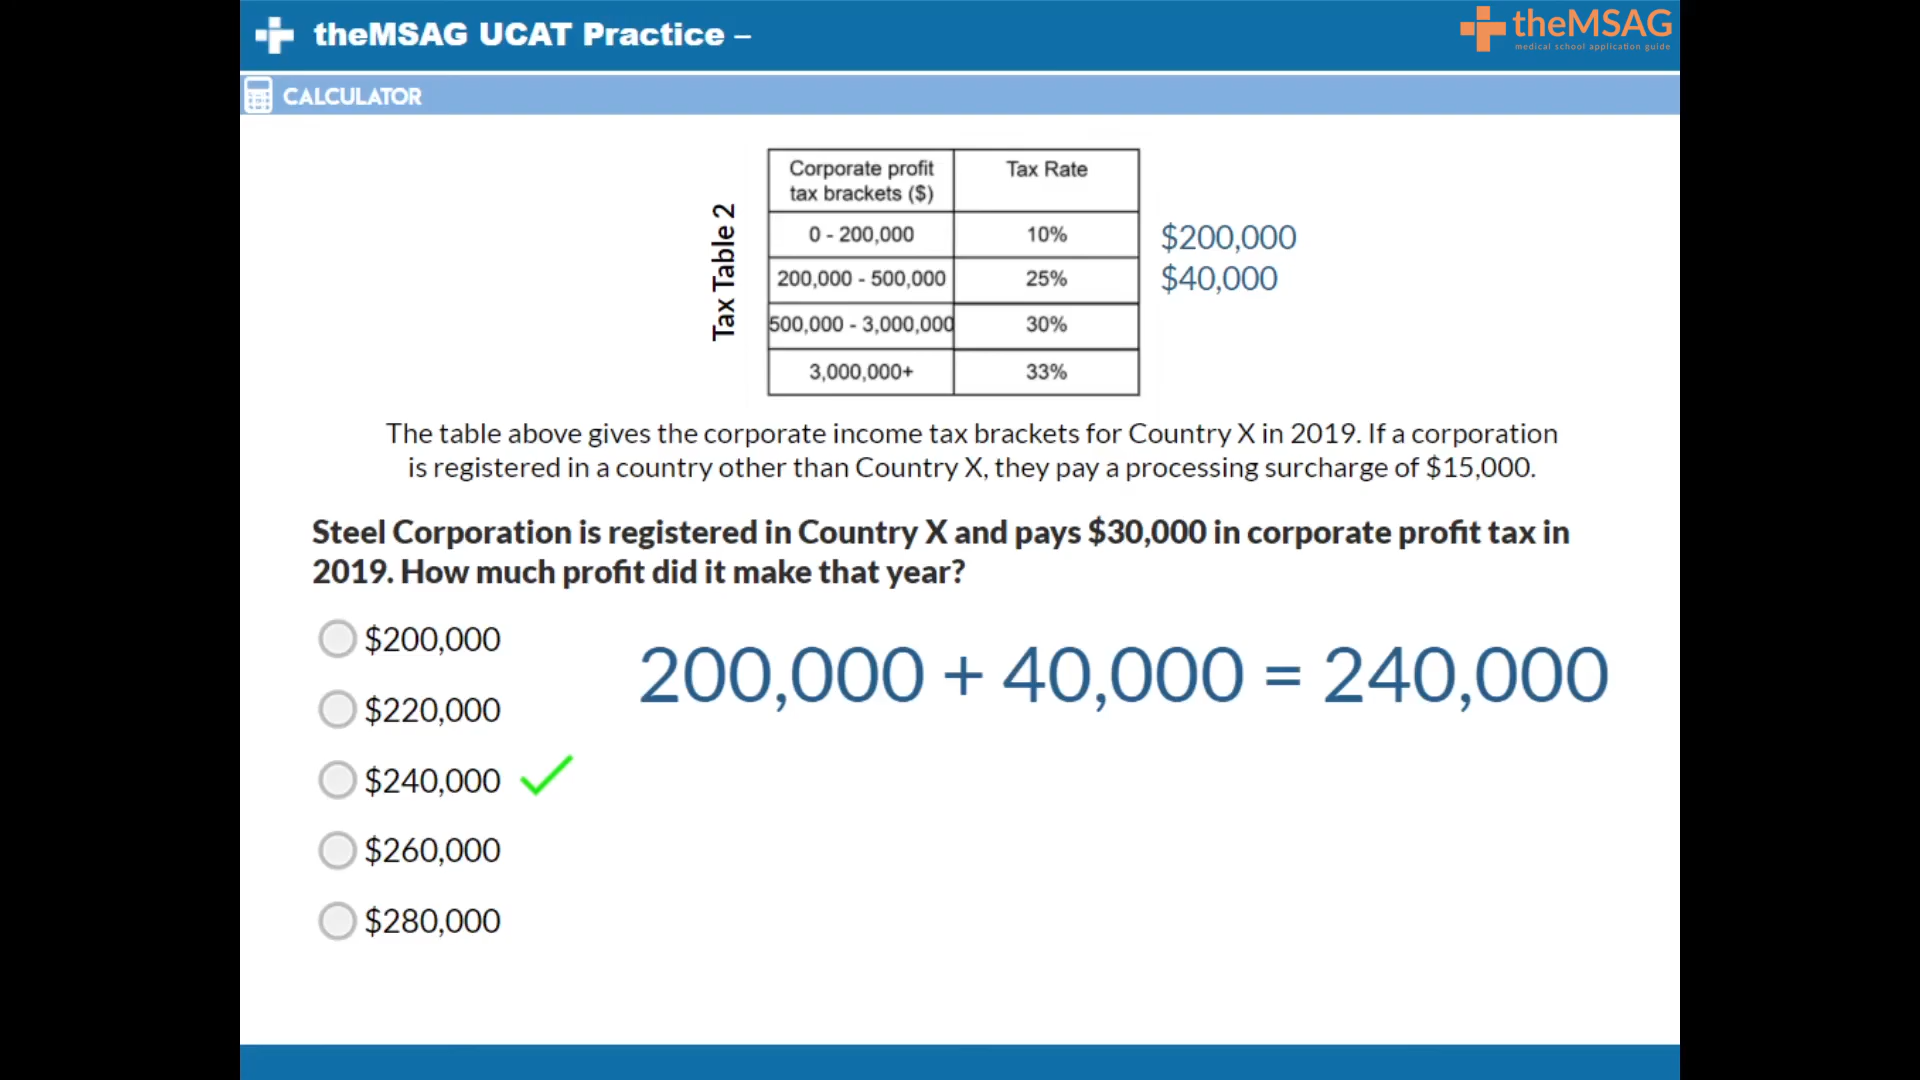 theMSAG UCAT Practice –
theMSAG
medical school application guide
CALCULATOR
Tax Table 2
Corporate profit
tax brackets ($)
Tax Rate
0 - 200,000
10%
$200,000
200,000 - 500,000
25%
$40,000
500,000 - 3,000,000
30%
3,000,000+
33%
The table above gives the corporate income tax brackets for Country X in 2019. If a corporation
is registered in a country other than Country X, they pay a processing surcharge of $15,000.
Steel Corporation is registered in Country X and pays $30,000 in corporate profit tax in
2019. How much profit did it make that year?
$200,000
$220,000
$240,000
$260,000
$280,000
200,000 + 40,000 = 240,000